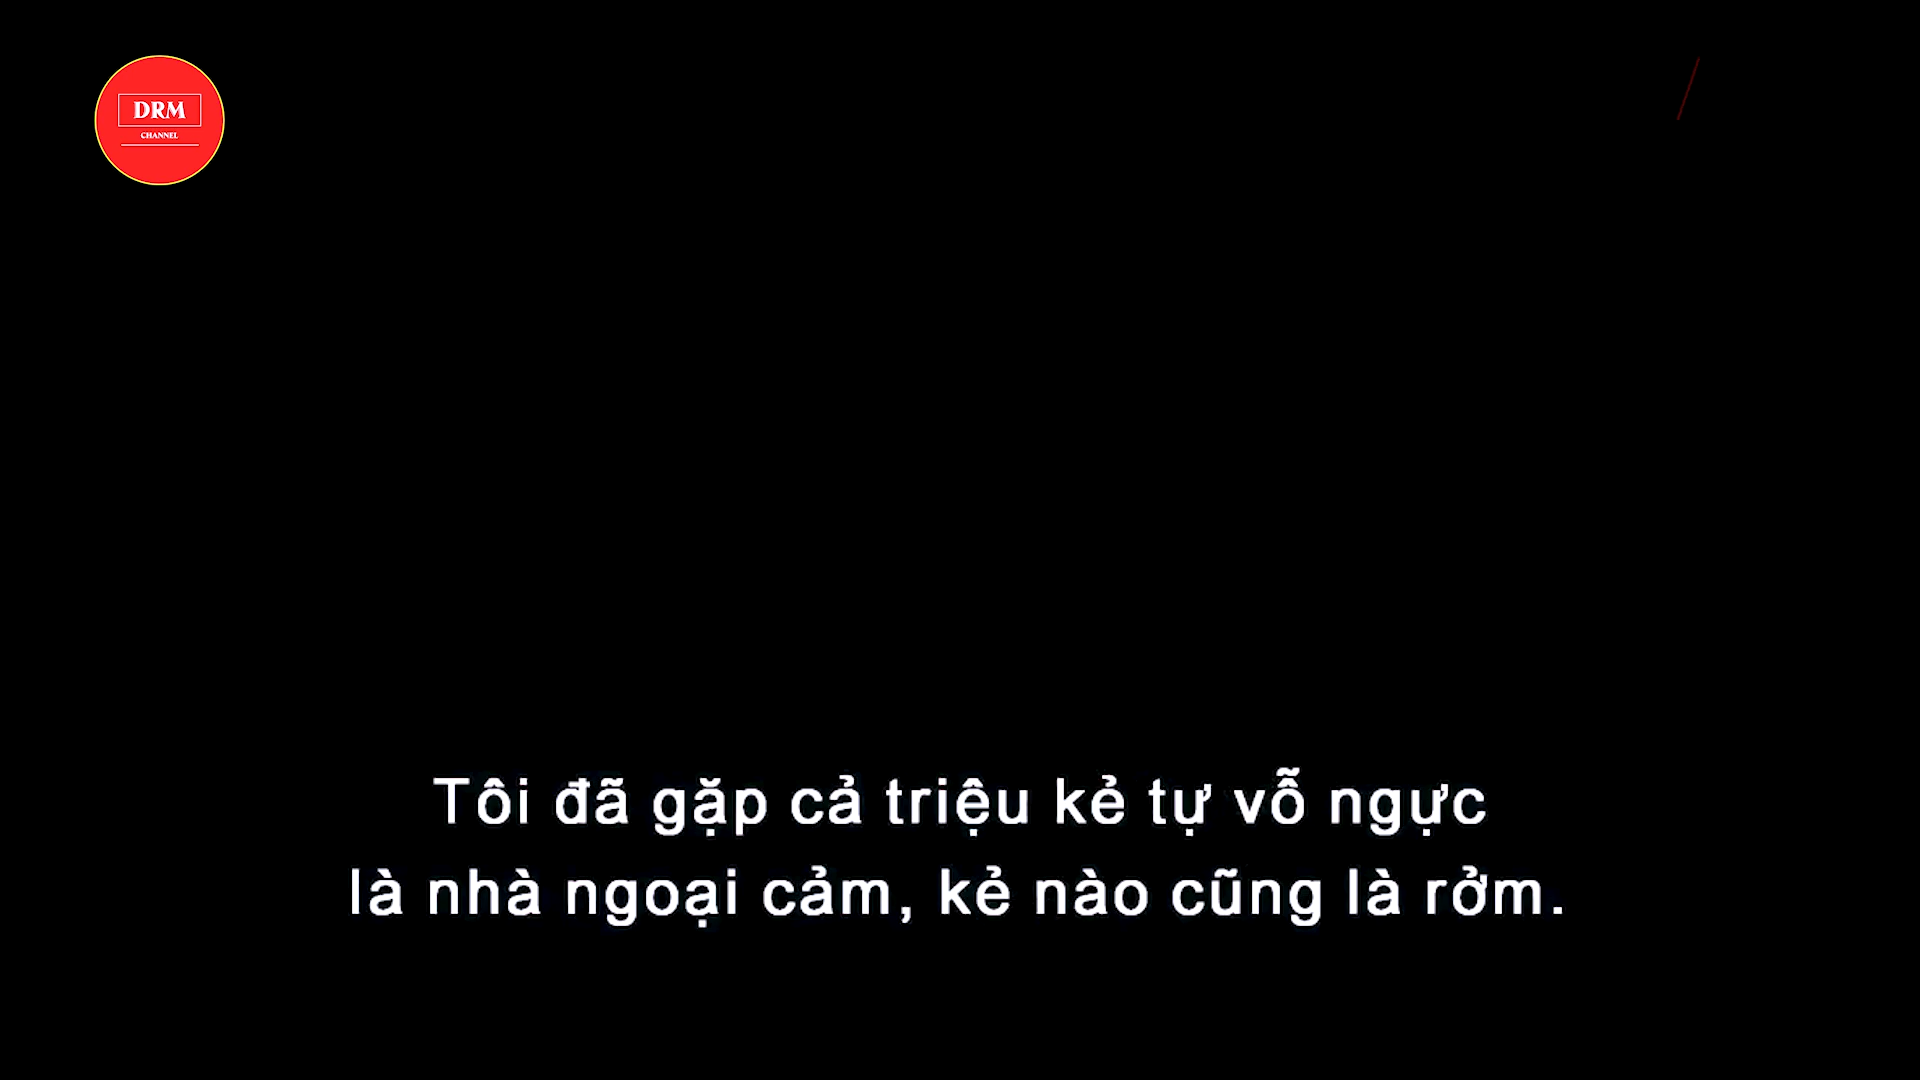 DRM
CHANNEL
Tôi đã gặp cả triệu kẻ tự vỗ ngực
là nhà ngoại cảm, kẻ nào cũng là rởm.